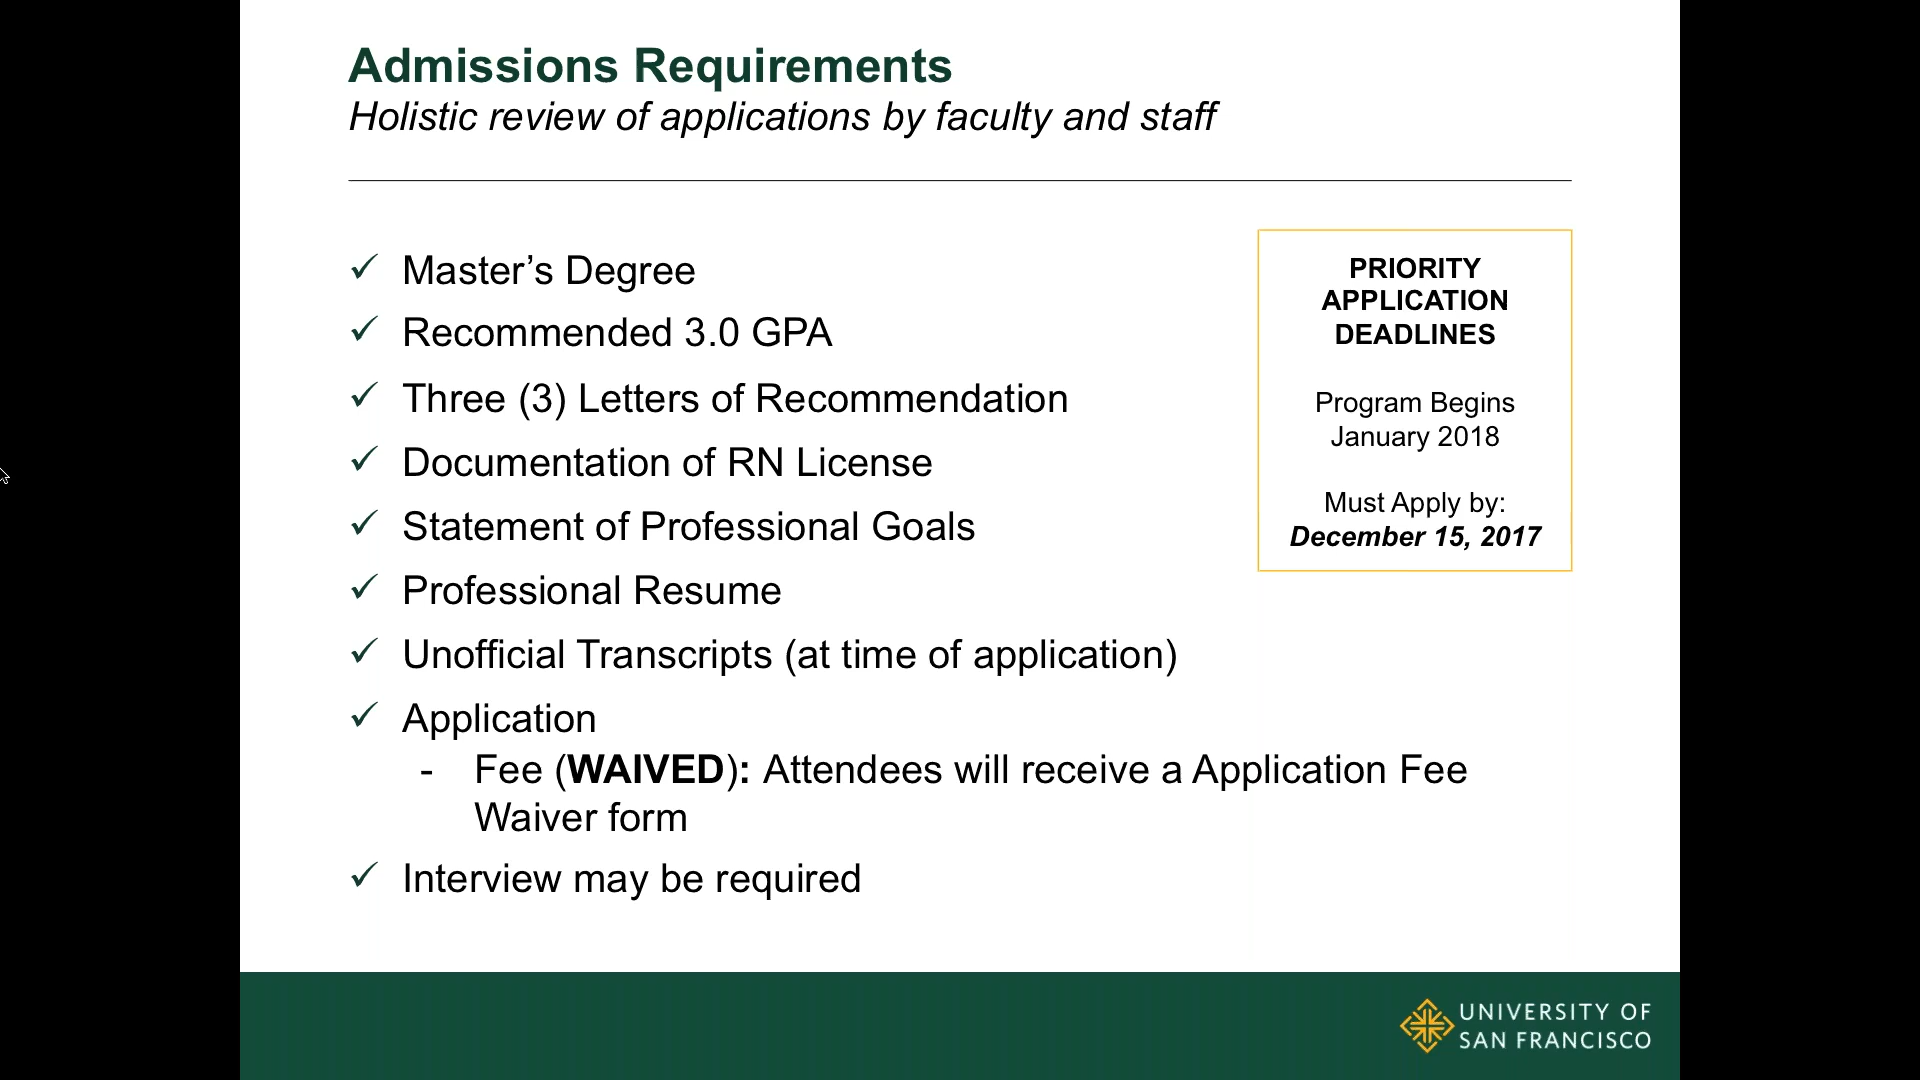 Admissions Requirements
Holistic review of applications by faculty and staff
✓ Master’s Degree
✓ Recommended 3.0 GPA
✓ Three (3) Letters of Recommendation
✓ Documentation of RN License
✓ Statement of Professional Goals
✓ Professional Resume
✓ Unofficial Transcripts (at time of application)
✓ Application
- Fee (WAIVED): Attendees will receive a Application Fee
Waiver form
✓ Interview may be required
PRIORITY
APPLICATION
DEADLINES
Program Begins
January 2018
Must Apply by:
December 15, 2017
UNIVERSITY OF
SAN FRANCISCO